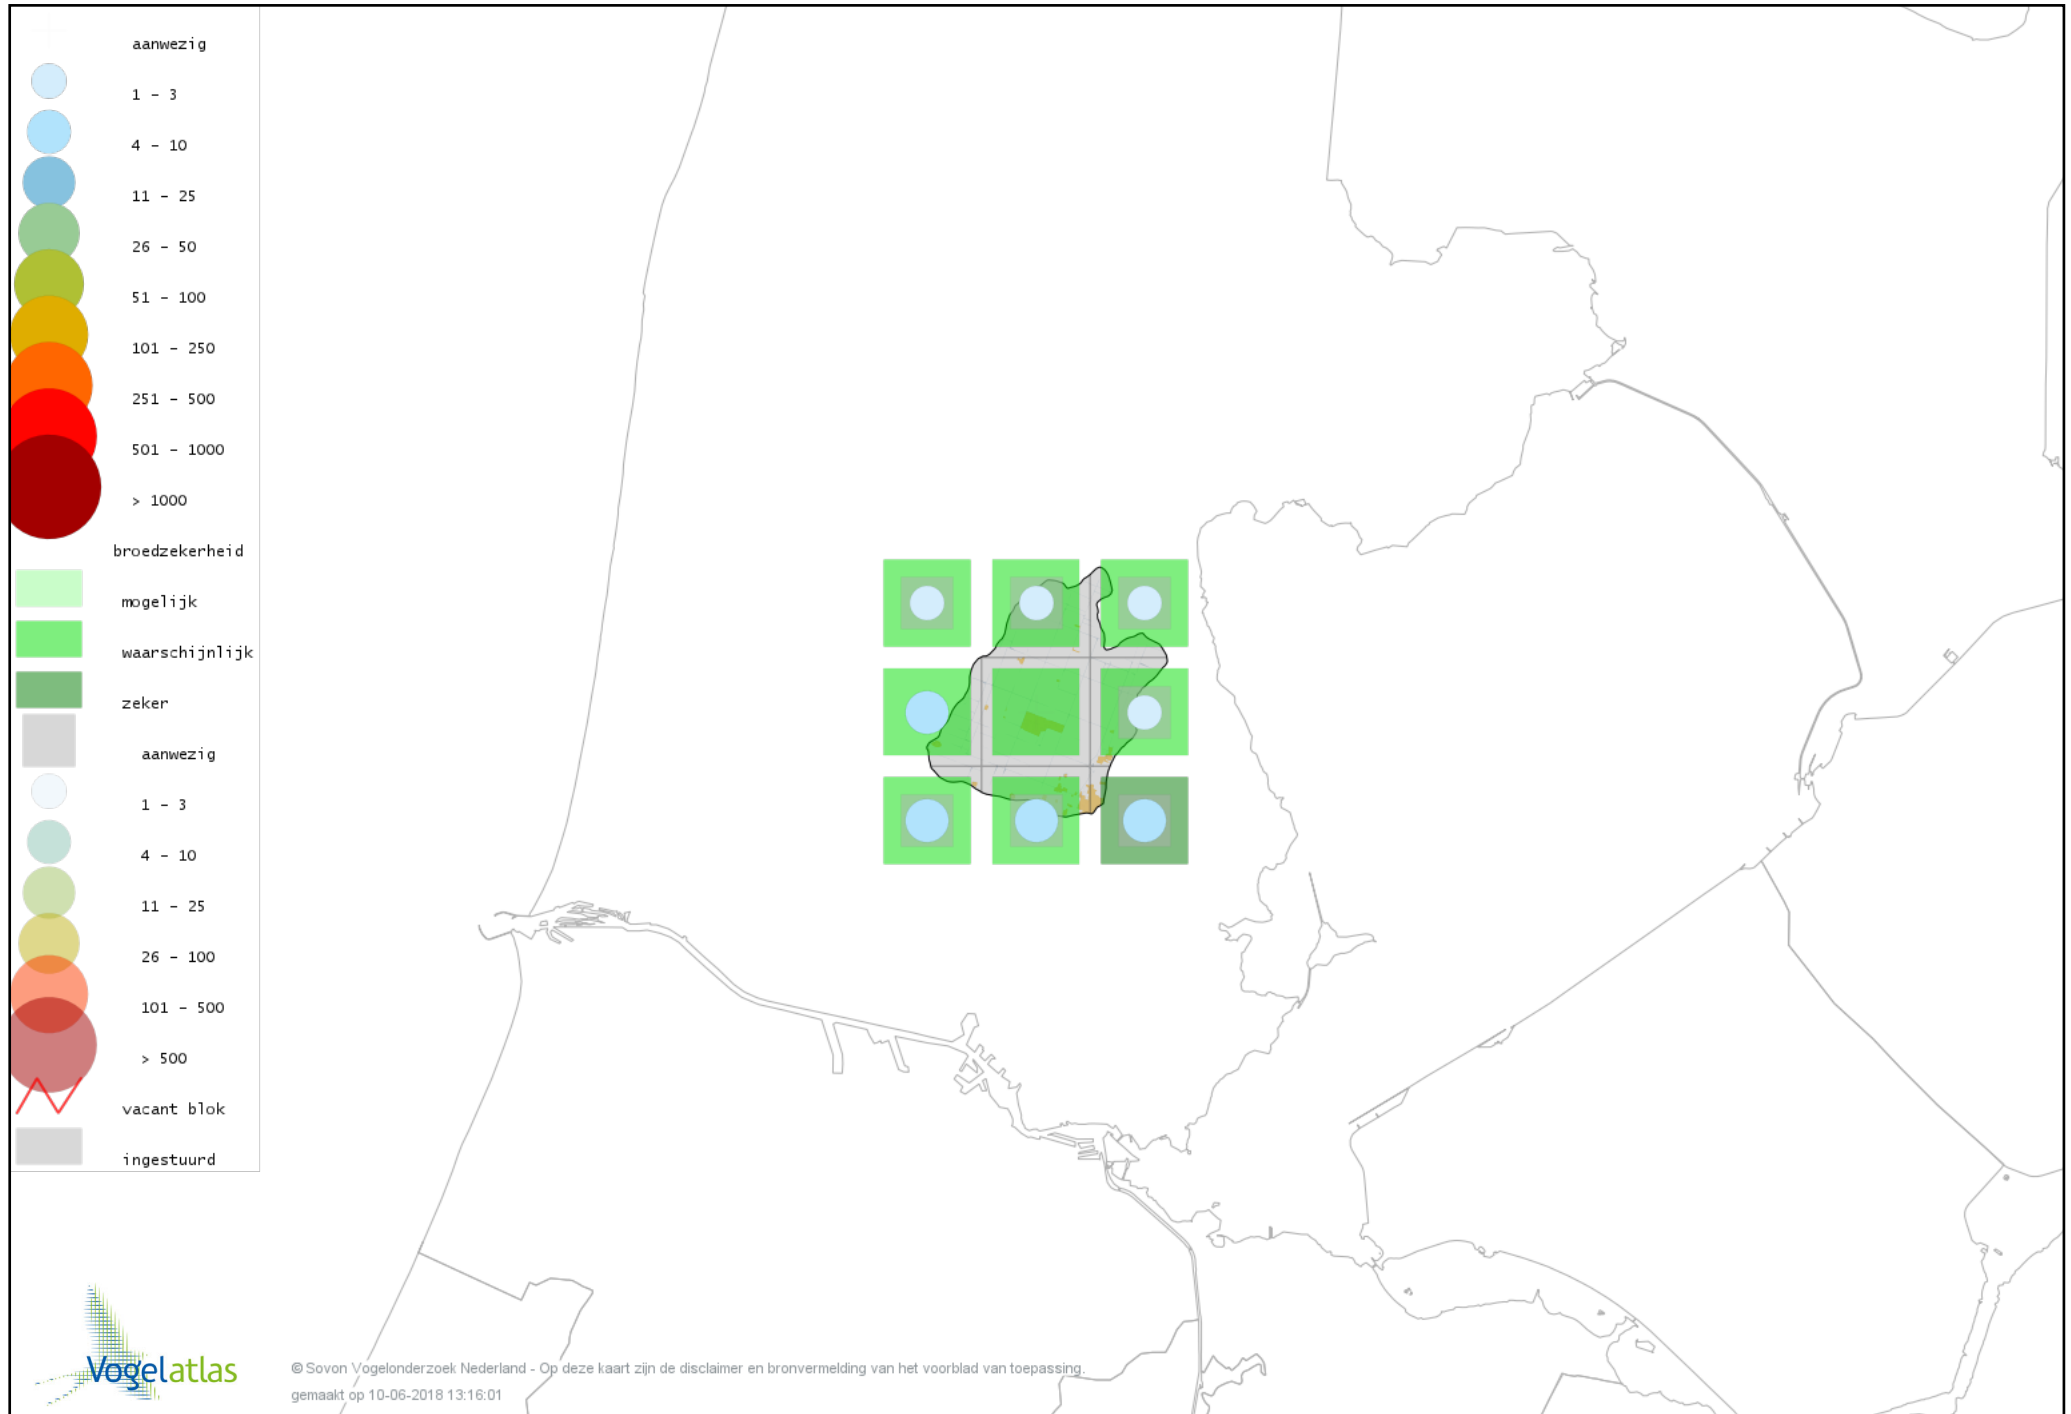 aanwezig
1 - 3
4 - 10
11 - 25
26 - 50
51 - 100
101 - 250
251 - 500
501 - 1000
> 1000
broedzekerheid
mogelijk
waarschijnlijk
zeker
aanwezig
1 - 3
4 - 10
11 - 25
26 - 100
101 - 500
> 500
vacant blok
ingestuurd
Vogelatlas
© Sovon Vogelonderzoek Nederland - Op deze kaart zijn de disclaimer en bronvermelding van het voorblad van toepassing.
gemaakt op 10-06-2018 13:16:01